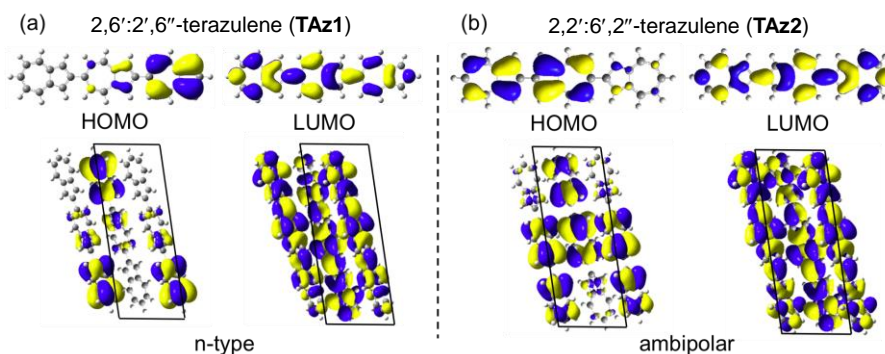 (a) 2,6′:2′,6″-terazulene (TAz1)
HOMO LUMO
n-type
(b) 2,2′:6′,2″-terazulene (TAz2)
HOMO LUMO
ambipolar